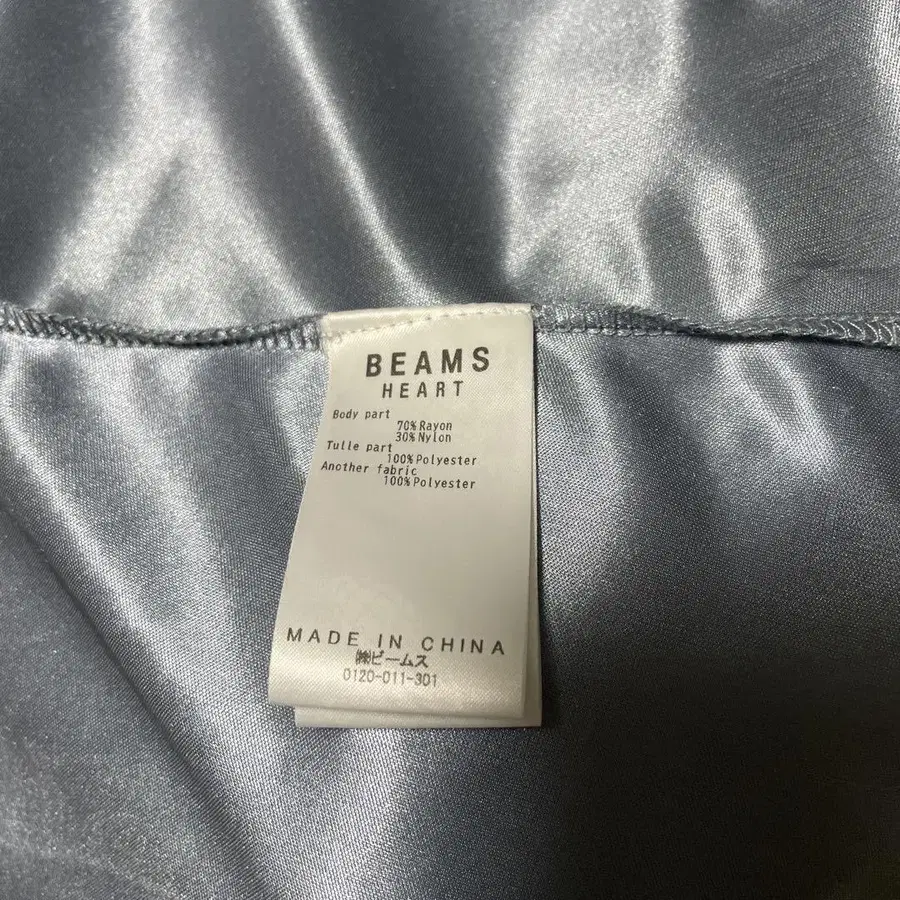 BEAMS
HEART
Body part
70% Rayon
30% Nylon
Tulle part
100% Polyester
Another fabric
100% Polyester
MADE IN CHINA
㈱ビームス
0120-011-301